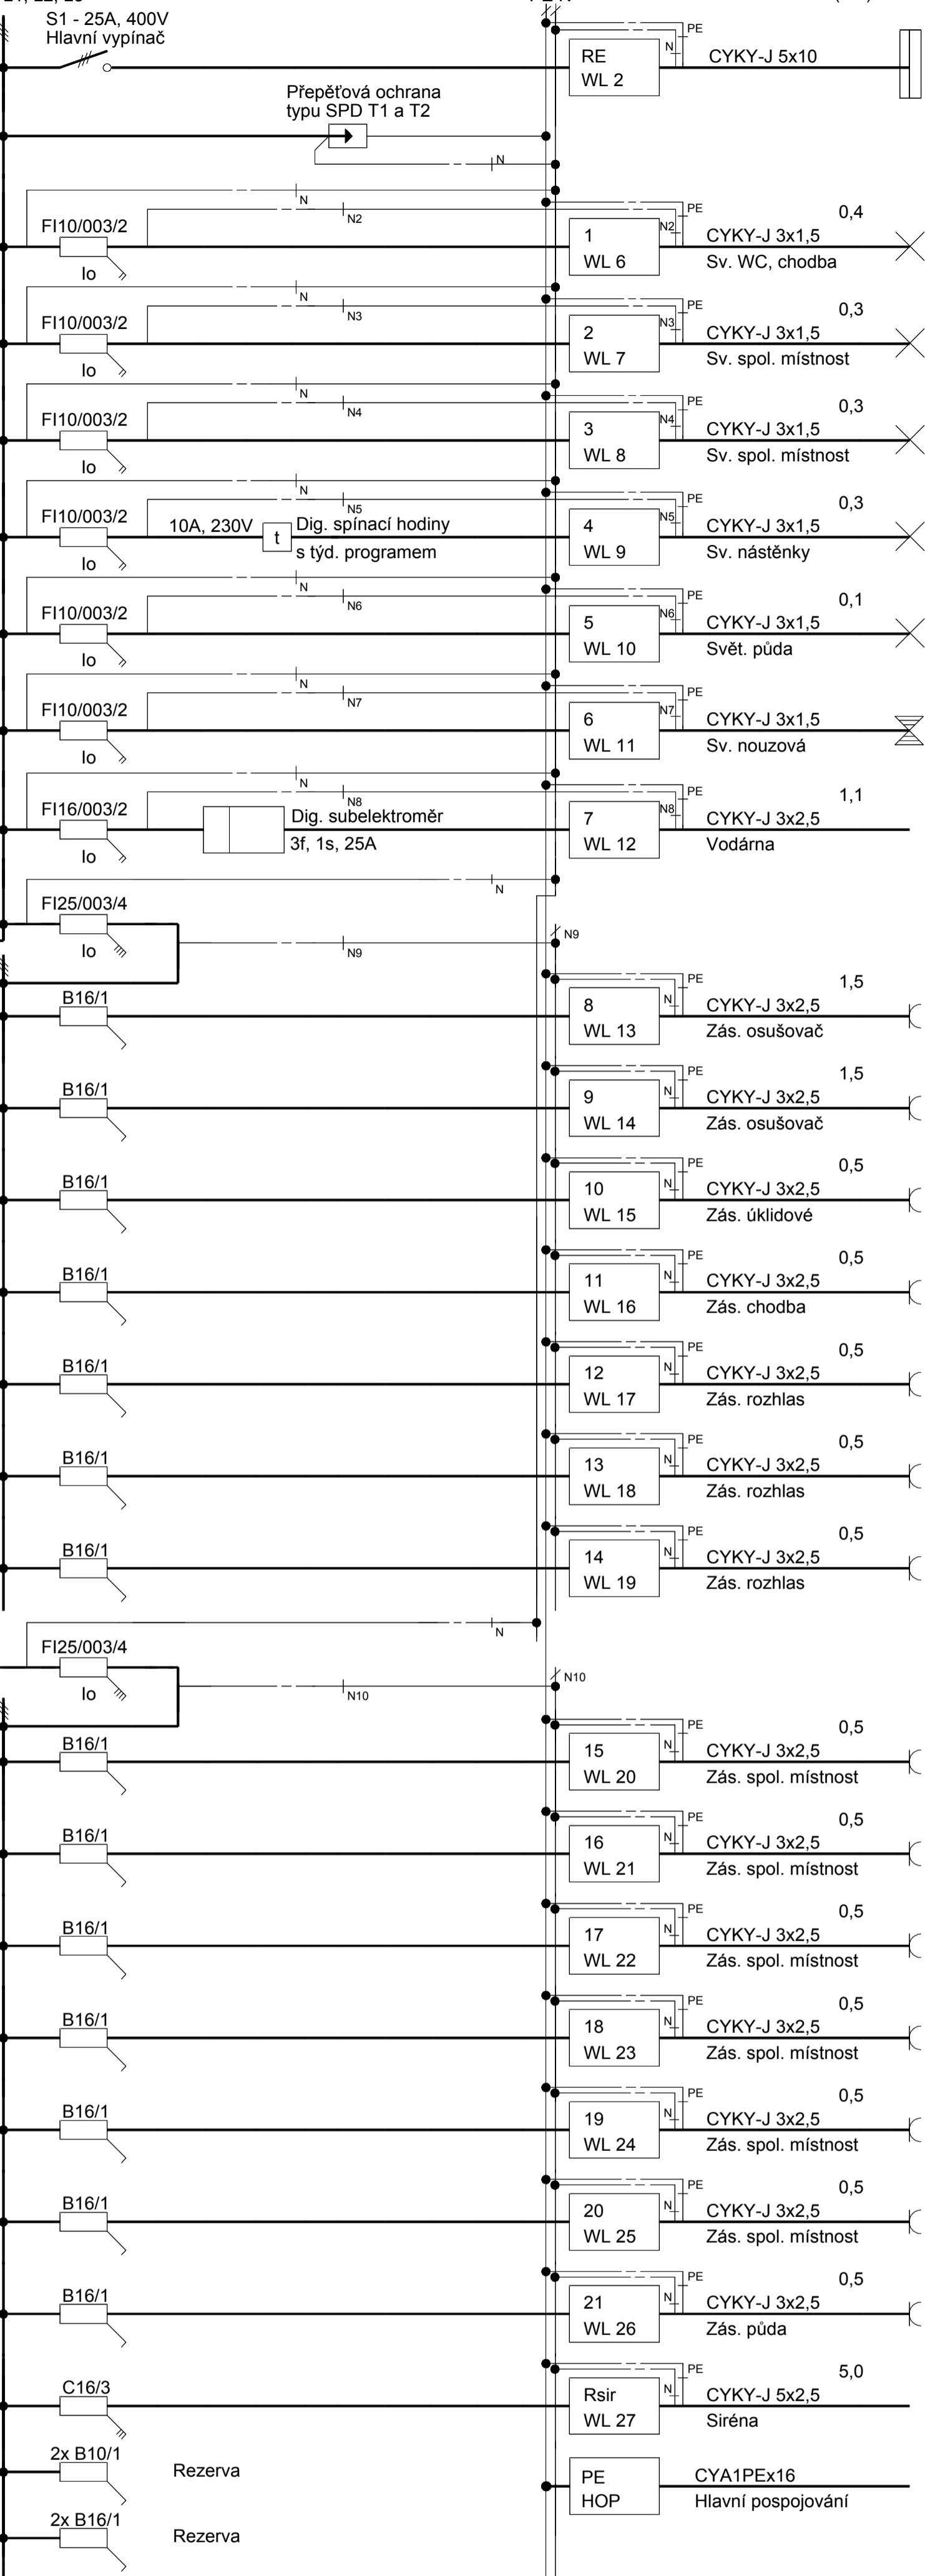 S1 - 25A, 400V
Hlavní vypínač
PE
N
RE
WL 2
CYKY-J 5x10
Přepěťová ochrana
typu SPD T1 a T2
N
N
N2
PE
0,4
FI10/003/2
Io
1
WL 6
N2
CYKY-J 3x1,5
Sv. WC, chodba
N
N3
PE
0,3
FI10/003/2
Io
2
WL 7
N3
CYKY-J 3x1,5
Sv. spol. místnost
N
N4
PE
0,3
FI10/003/2
Io
3
WL 8
N4
CYKY-J 3x1,5
Sv. spol. místnost
N
N5
PE
0,3
FI10/003/2
Io
10A, 230V
t
Dig. spínací hodiny
s týd. programem
4
WL 9
N5
CYKY-J 3x1,5
Sv. nástěnky
N
N6
PE
0,1
FI10/003/2
Io
5
WL 10
N6
CYKY-J 3x1,5
Svět. půda
N
N7
PE
FI10/003/2
Io
6
WL 11
N7
CYKY-J 3x1,5
Sv. nouzová
N
N8
PE
1,1
FI16/003/2
Io
Dig. subelektroměr
3f, 1s, 25A
7
WL 12
N8
CYKY-J 3x2,5
Vodárna
N
FI25/003/4
Io
N9
N9
PE
1,5
B16/1
8
WL 13
N
CYKY-J 3x2,5
Zás. osušovač
PE
1,5
B16/1
9
WL 14
N
CYKY-J 3x2,5
Zás. osušovač
PE
0,5
B16/1
10
WL 15
N
CYKY-J 3x2,5
Zás. úklidové
PE
0,5
B16/1
11
WL 16
N
CYKY-J 3x2,5
Zás. chodba
PE
0,5
B16/1
12
WL 17
N
CYKY-J 3x2,5
Zás. rozhlas
PE
0,5
B16/1
13
WL 18
N
CYKY-J 3x2,5
Zás. rozhlas
PE
0,5
B16/1
14
WL 19
N
CYKY-J 3x2,5
Zás. rozhlas
N
FI25/003/4
Io
N10
N10
PE
0,5
B16/1
15
WL 20
N
CYKY-J 3x2,5
Zás. spol. místnost
PE
0,5
B16/1
16
WL 21
N
CYKY-J 3x2,5
Zás. spol. místnost
PE
0,5
B16/1
17
WL 22
N
CYKY-J 3x2,5
Zás. spol. místnost
PE
0,5
B16/1
18
WL 23
N
CYKY-J 3x2,5
Zás. spol. místnost
PE
0,5
B16/1
19
WL 24
N
CYKY-J 3x2,5
Zás. spol. místnost
PE
0,5
B16/1
20
WL 25
N
CYKY-J 3x2,5
Zás. spol. místnost
PE
0,5
B16/1
21
WL 26
N
CYKY-J 3x2,5
Zás. půda
PE
5,0
C16/3
Rsir
WL 27
N
CYKY-J 5x2,5
Siréna
2x B10/1
Rezerva
PE
HOP
CYA1PEx16
Hlavní pospojování
2x B16/1
Rezerva